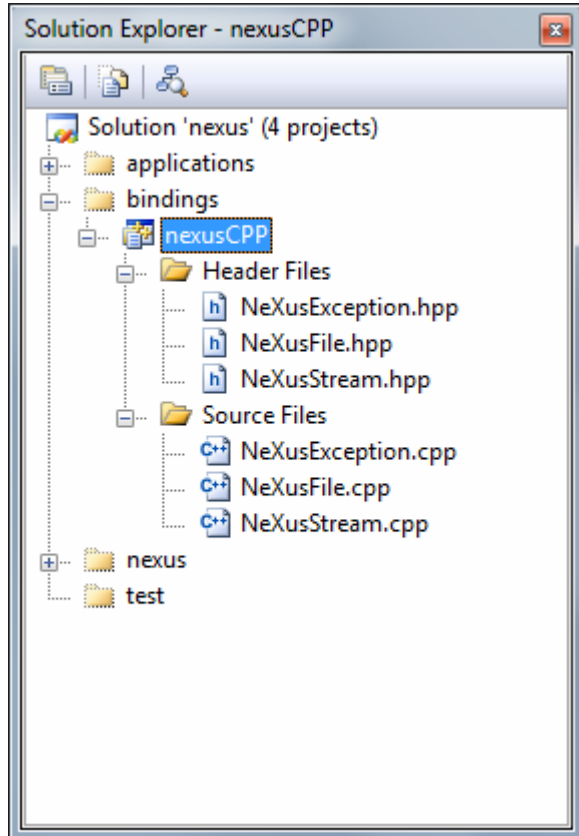 Solution Explorer - nexusCPP
Solution 'nexus' (4 projects)
applications
bindings
nexusCPP
Header Files
h NeXusException.hpp
h NeXusFile.hpp
h NeXusStream.hpp
Source Files
C++ NeXusException.cpp
C++ NeXusFile.cpp
C++ NeXusStream.cpp
nexus
test